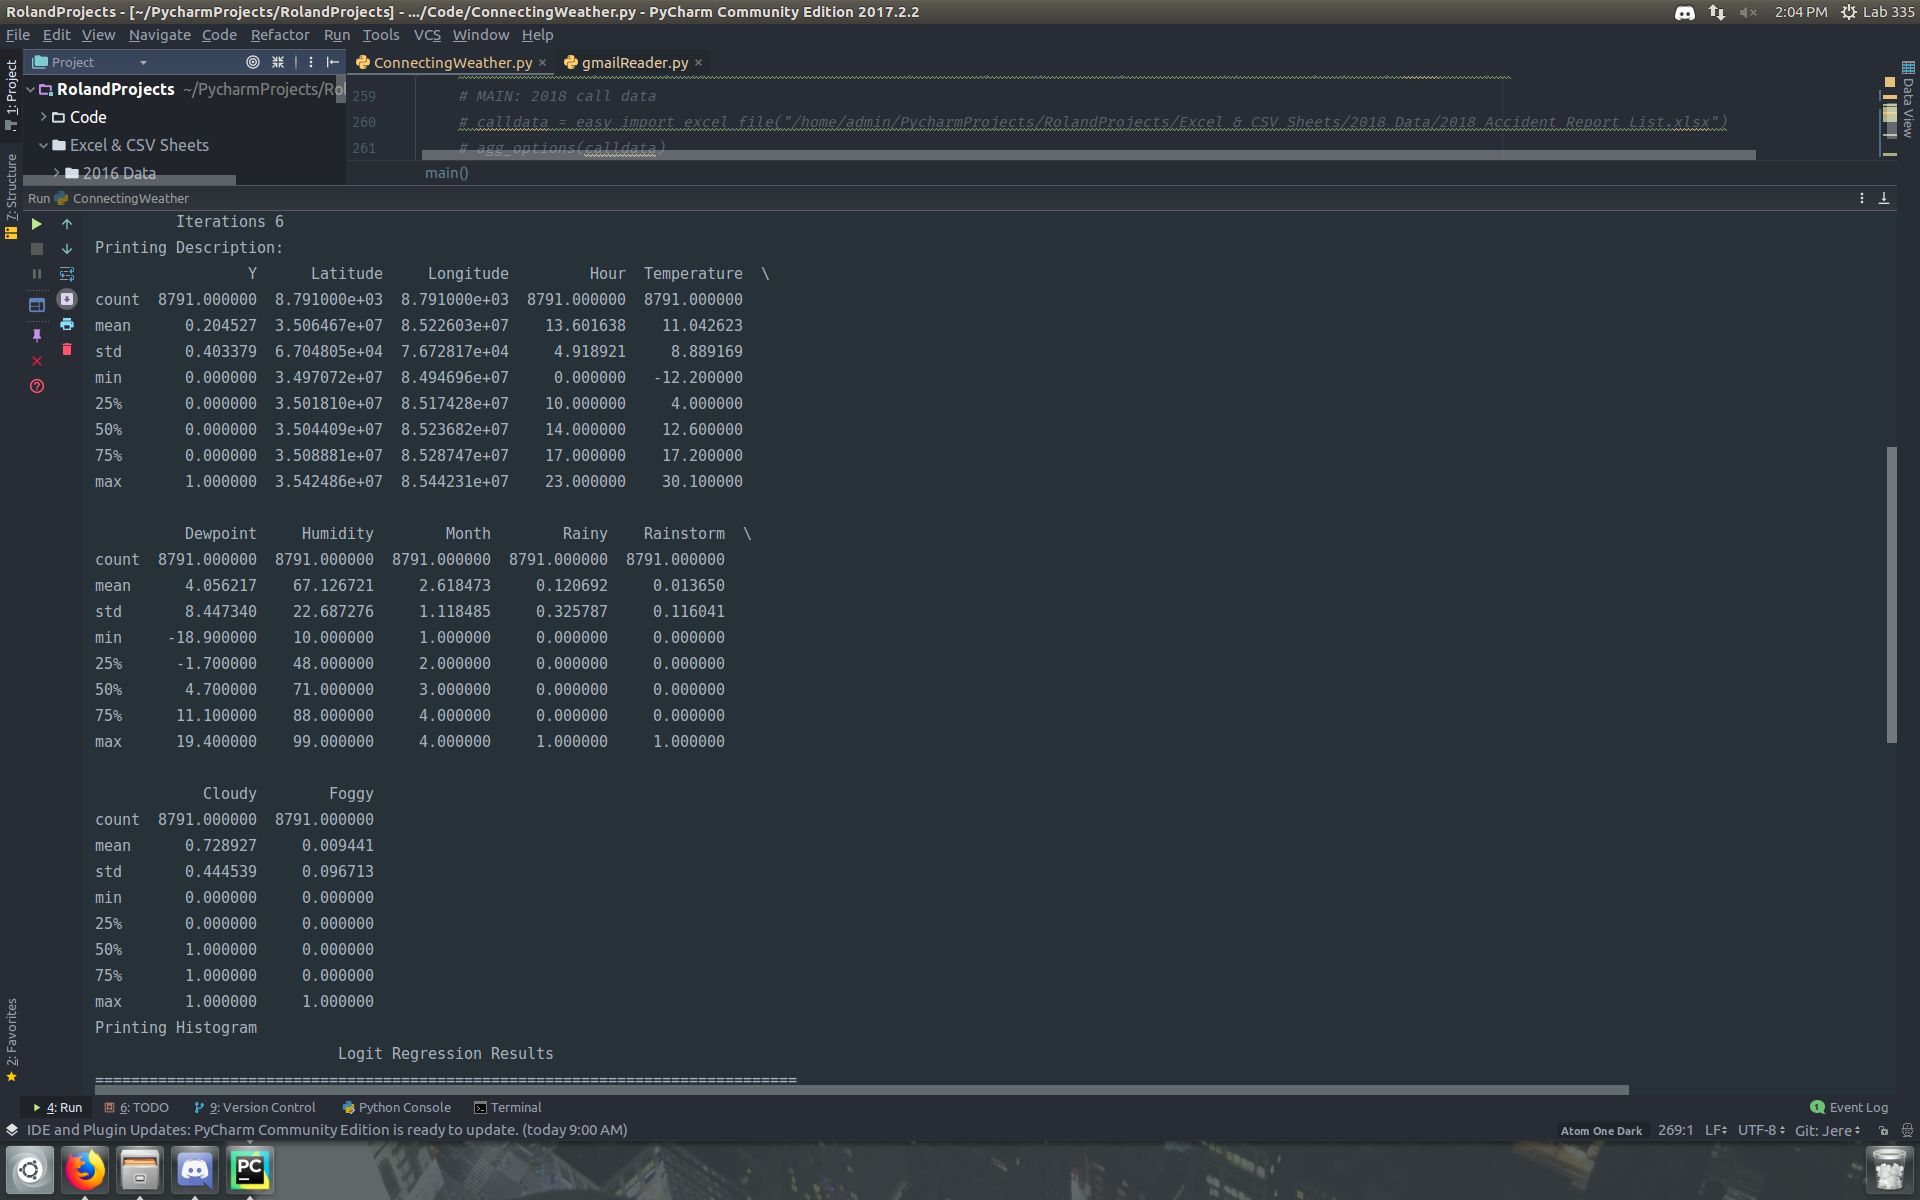 RolandProjects - [~/PycharmProjects/RolandProjects] - .../Code/ConnectingWeather.py - PyCharm Community Edition 2017.2.2
2:04 PM Lab 335
File Edit View Navigate Code Refactor Run Tools VCS Window Help
Project
ConnectingWeather.py
gmailReader.py
1: Project
7: Structure
2: Favorites
Data View
RolandProjects ~/PycharmProjects/Rol
Code
Excel & CSV Sheets
2016 Data
259 # MAIN: 2018 call data
260 # calldata = easy_import_excel_file("/home/admin/PycharmProjects/RolandProjects/Excel & CSV Sheets/2018 Data/2018 Accident Report List.xlsx")
261 # agg_options(calldata)
main()
Run ConnectingWeather
Iterations 6
Printing Description:
Y Latitude Longitude Hour Temperature \
count 8791.000000 8.791000e+03 8.791000e+03 8791.000000 8791.000000
mean 0.204527 3.506467e+07 8.522603e+07 13.601638 11.042623
std 0.403379 6.704805e+04 7.672817e+04 4.918921 8.889169
min 0.000000 3.497072e+07 8.494696e+07 0.000000 -12.200000
25% 0.000000 3.501810e+07 8.517428e+07 10.000000 4.000000
50% 0.000000 3.504409e+07 8.523682e+07 14.000000 12.600000
75% 0.000000 3.508881e+07 8.528747e+07 17.000000 17.200000
max 1.000000 3.542486e+07 8.544231e+07 23.000000 30.100000
Dewpoint Humidity Month Rainy Rainstorm \
count 8791.000000 8791.000000 8791.000000 8791.000000 8791.000000
mean 4.056217 67.126721 2.618473 0.120692 0.013650
std 8.447340 22.687276 1.118485 0.325787 0.116041
min -18.900000 10.000000 1.000000 0.000000 0.000000
25% -1.700000 48.000000 2.000000 0.000000 0.000000
50% 4.700000 71.000000 3.000000 0.000000 0.000000
75% 11.100000 88.000000 4.000000 0.000000 0.000000
max 19.400000 99.000000 4.000000 1.000000 1.000000
Cloudy Foggy
count 8791.000000 8791.000000
mean 0.728927 0.009441
std 0.444539 0.096713
min 0.000000 0.000000
25% 0.000000 0.000000
50% 1.000000 0.000000
75% 1.000000 0.000000
max 1.000000 1.000000
Printing Histogram
Logit Regression Results
==============================================================================
4: Run 6: TODO 9: Version Control Python Console Terminal 1 Event Log
IDE and Plugin Updates: PyCharm Community Edition is ready to update. (today 9:00 AM) Atom One Dark 269:1 LF UTF-8 Git: Jere
PC